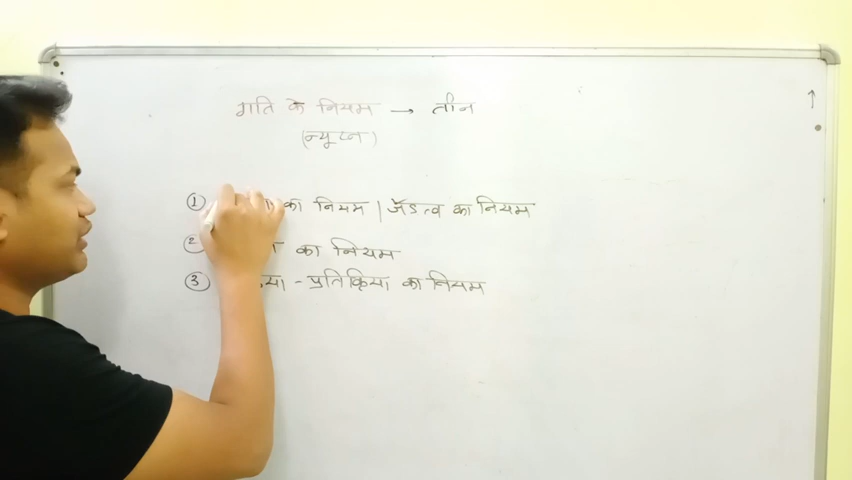 गति के नियम → तीन
(न्यूटन)
① का नियम | जड़त्व का नियम
② का नियम
③ - प्रतिक्रिया का नियम